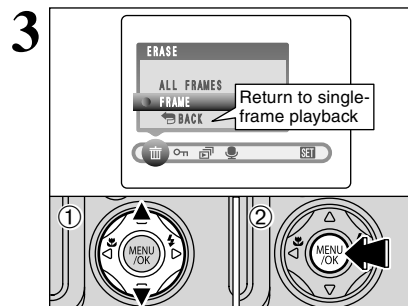 3
ERASE
ALL FRAMES
FRAME
BACK
Return to single-
frame playback
SET
1
MENU
/OK
2
MENU
/OK